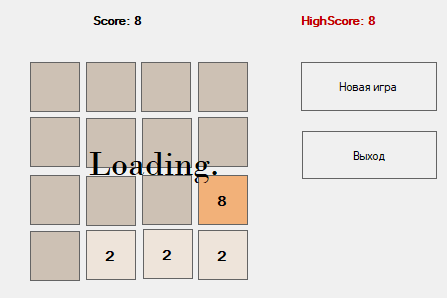 Score: 8
HighScore: 8
Новая игра
Выход
Loading.
8
2 2 2